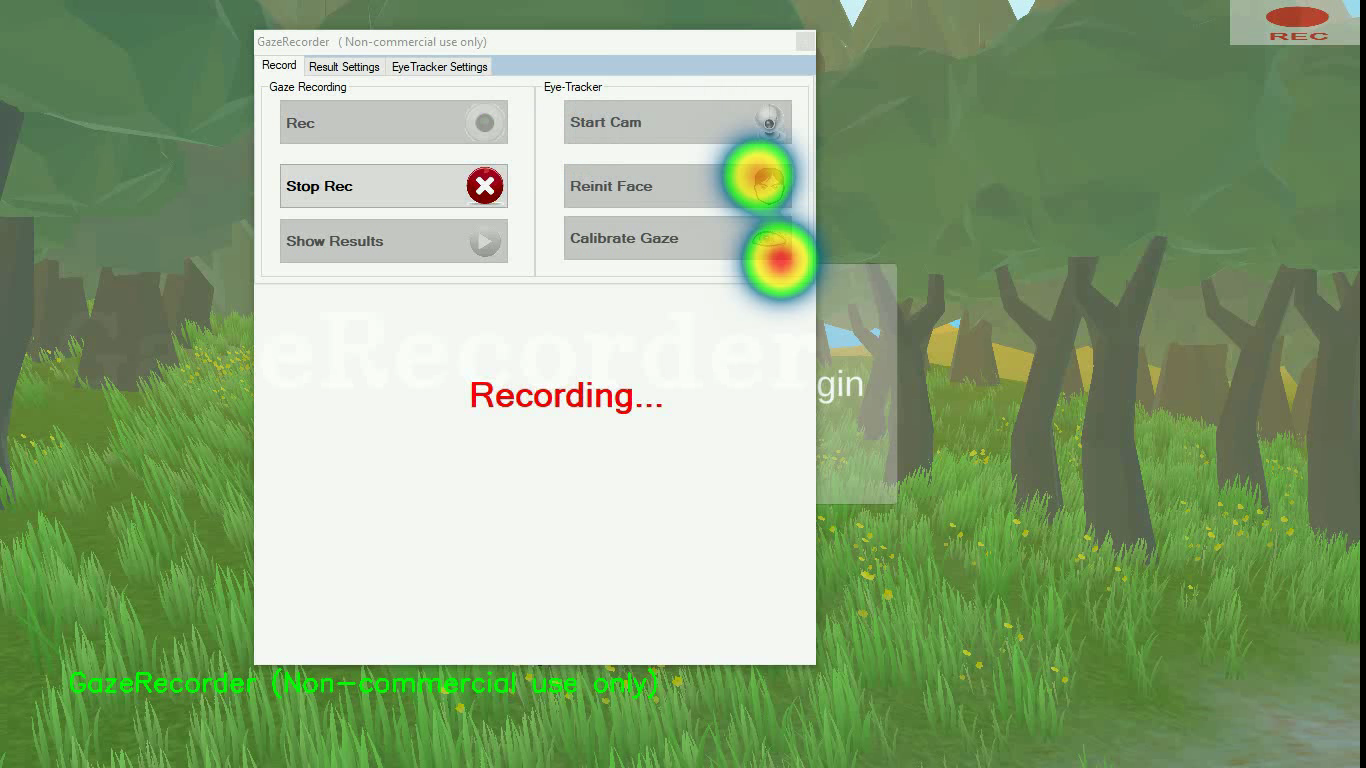 REC
GazeRecorder ( Non-commercial use only)
Record Result Settings EyeTracker Settings
Gaze Recording
Rec
Stop Rec
Show Results
Eye-Tracker
Start Cam
Reinit Face
Calibrate Gaze
GazeRecorder
gin
Recording...
GazeRecorder (Non-commercial use only)